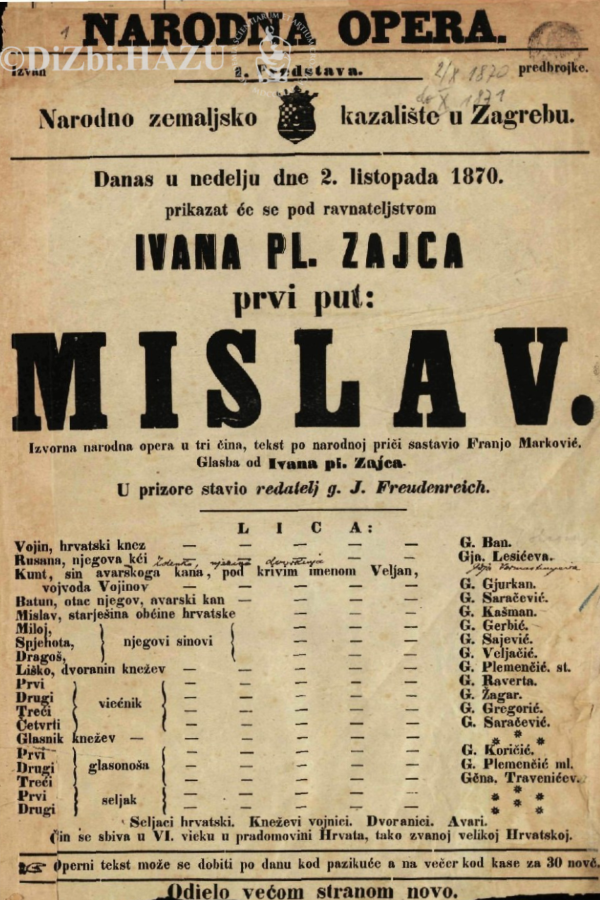 NARODNA OPERA.
1
©DiZbi.HAZU
Izvan
2. Predstava.
predbrojke.
2/X 1870
do X 1871
Narodno zemaljsko kazalište u Zagrebu.
Danas u nedelju dne 2. listopada 1870.
prikazat će se pod ravnateljstvom
IVANA PL. ZAJCA
prvi put:
MISLAV.
Izvorna narodna opera u tri čina, tekst po narodnoj priči sastavio Franjo Marković.
Glasba od Ivana pl. Zajca.
U prizore stavio redatelj g. J. Freudenreich.
LICA:
Vojin, hrvatski knez — — — — — — G. Ban.
Rusana, njegova kći — — — Gja. Lesićeva.
Kunt, sin avarskoga kana, pod krivim imenom Veljan,
vojvoda Vojinov — — — — — G. Gjurkan.
Batun, otac njegov, avarski kan — — — — G. Saračević.
Mislav, starješina obćine hrvatske — — — — G. Kašman.
Miloj, — — — — G. Gerbić.
Spjehota, } njegovi sinovi — — — — G. Sajević.
Dragoš, — — — — G. Veljačić.
Liško, dvoranin knežev — — — — — G. Plemenčić, st.
Prvi — — — — — G. Raverta.
Drugi } viećnik — — — — — G. Žagar.
Treći — — — — — G. Gregorić.
Četvrti — — — — — G. Saračević.
Glasnik knežev — — — — — — * * *
Prvi — — — — — G. Koričić.
Drugi } glasonoša — — — — — G. Plemenčić ml.
Treći — — — — — Gčna. Travenićev.
Prvi } seljak — — — — — * * *
Drugi — — — — — * * *
Seljaci hrvatski. Kneževi vojnici. Dvoranici. Avari.
Čin se sbiva u VI. vieku u pradomovini Hrvata, tako zvanoj velikoj Hrvatskoj.
Operni tekst može se dobiti po danu kod pazikuće a na večer kod kase za 30 novč.
Odielo većom stranom novo.